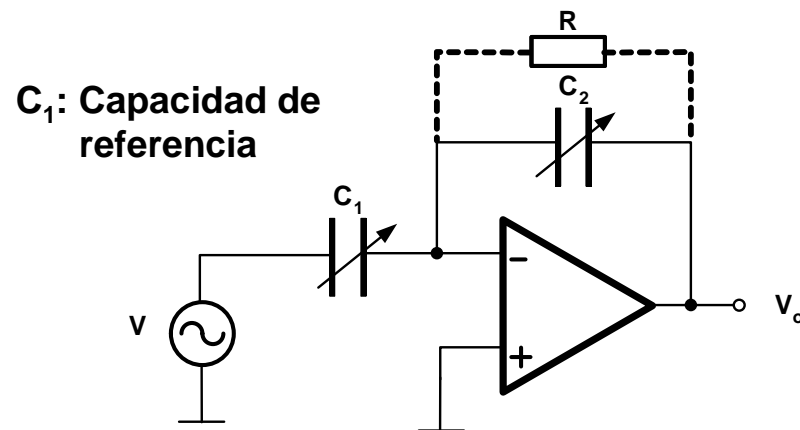 R
C₁: Capacidad de
referencia
C₂
C₁
V
Vₒ
−
+